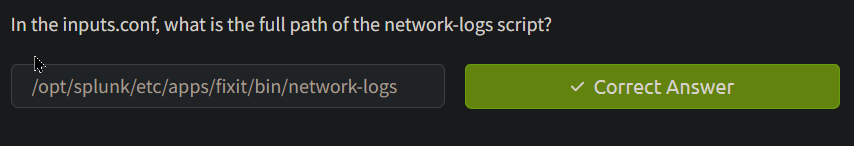 In the inputs.conf, what is the full path of the network-logs script?
/opt/splunk/etc/apps/fixit/bin/network-logs
✓ Correct Answer